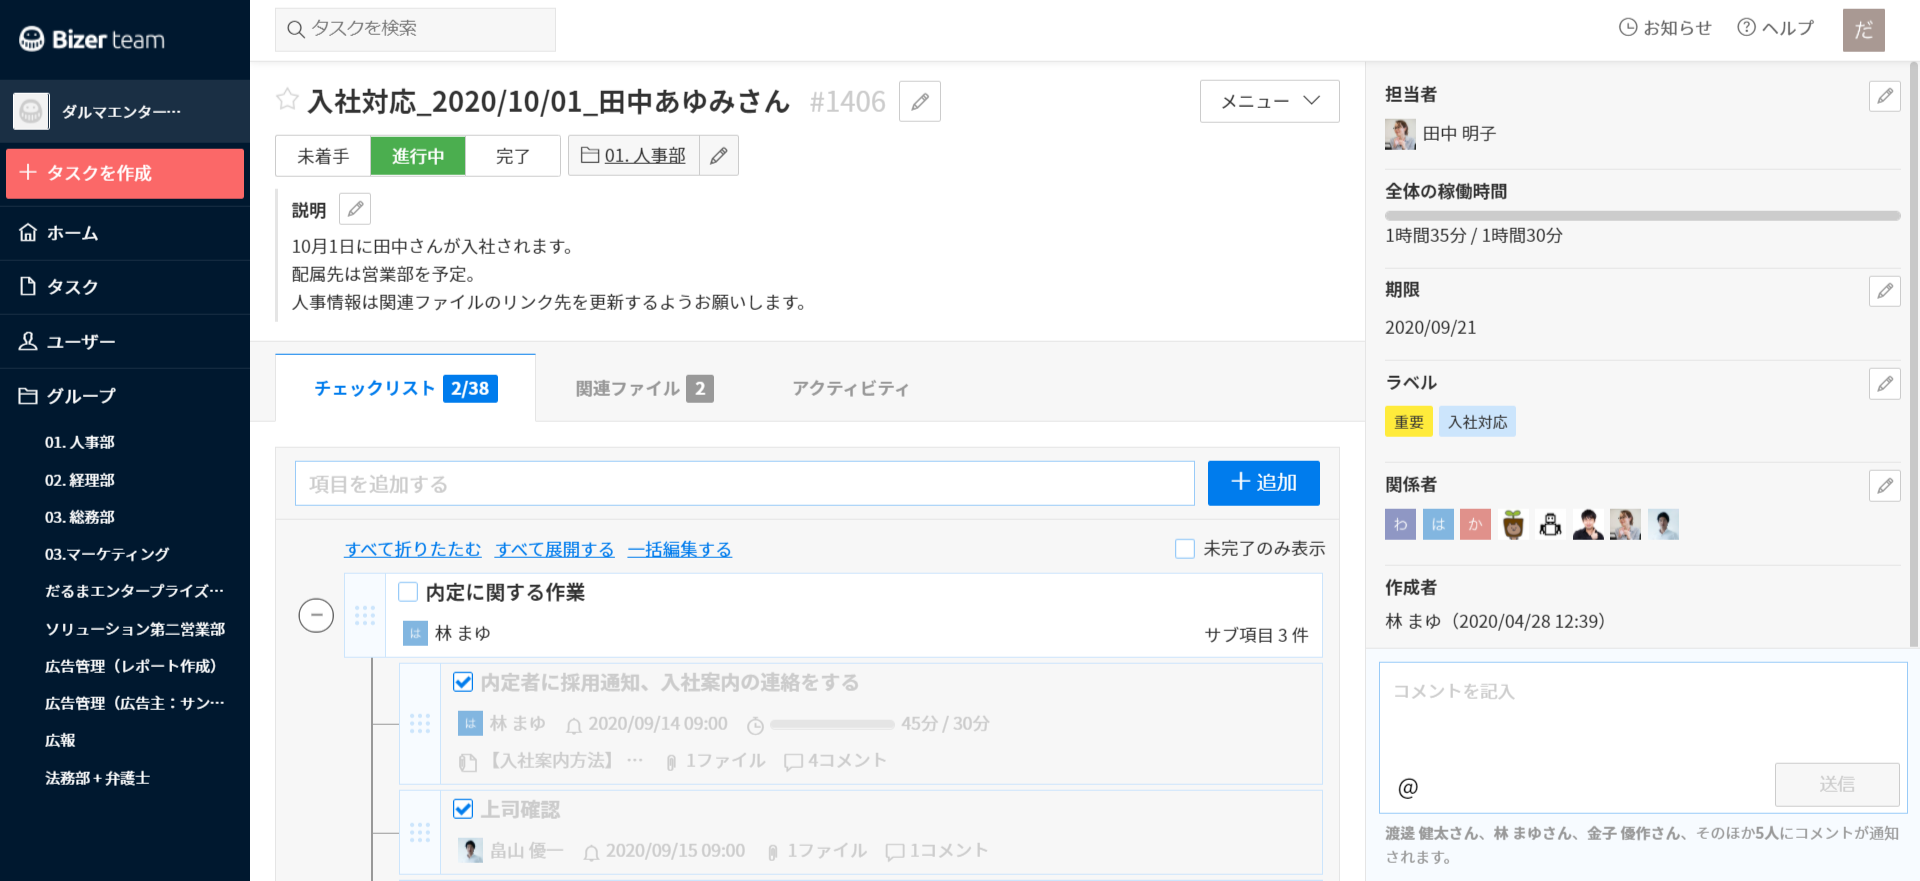 Bizer team
タスクを検索
お知らせ
ヘルプ
だ
ダルマエンター…
タスクを作成
ホーム
タスク
ユーザー
グループ
01. 人事部
02. 経理部
03. 総務部
03.マーケティング
だるまエンタープライズ…
ソリューション第二営業部
広告管理（レポート作成）
広告管理（広告主：サン…
広報
法務部＋弁護士
入社対応_2020/10/01_田中あゆみさん #1406
メニュー
未着手 進行中 完了 01. 人事部
説明
10月1日に田中さんが入社されます。
配属先は営業部を予定。
人事情報は関連ファイルのリンク先を更新するようお願いします。
チェックリスト 2/38 関連ファイル 2 アクティビティ
項目を追加する
追加
すべて折りたたむ すべて展開する 一括編集する
未完了のみ表示
内定に関する作業
は 林 まゆ
サブ項目 3 件
内定者に採用通知、入社案内の連絡をする
は 林 まゆ 2020/09/14 09:00 45分 / 30分
【入社案内方法】 … 1ファイル 4コメント
上司確認
畠山 優一 2020/09/15 09:00 1ファイル 1コメント
担当者
田中 明子
全体の稼働時間
1時間35分 / 1時間30分
期限
2020/09/21
ラベル
重要 入社対応
関係者
わ は か
作成者
林 まゆ（2020/04/28 12:39）
コメントを記入
@
送信
渡邉 健太さん、林 まゆさん、金子 優作さん、そのほか5人にコメントが通知
されます。